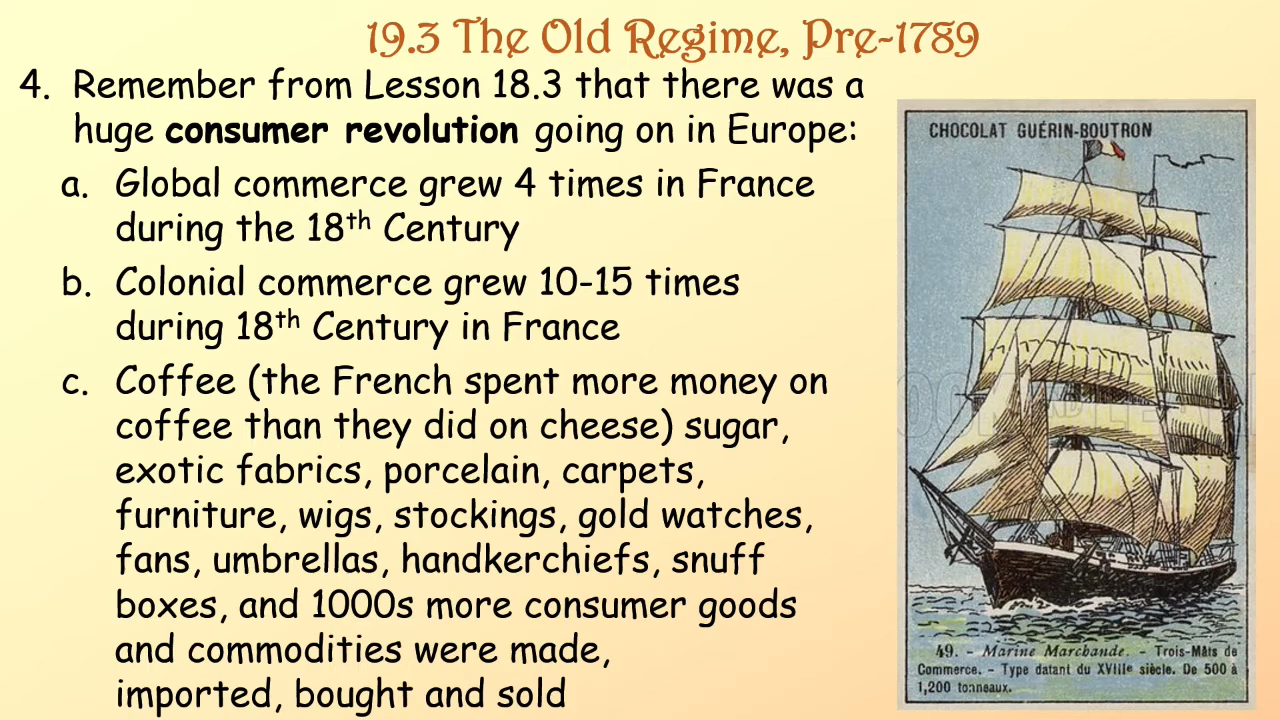 19.3 The Old Regime, Pre-1789
4. Remember from Lesson 18.3 that there was a
huge consumer revolution going on in Europe:
a. Global commerce grew 4 times in France
during the 18th Century
b. Colonial commerce grew 10-15 times
during 18th Century in France
c. Coffee (the French spent more money on
coffee than they did on cheese) sugar,
exotic fabrics, porcelain, carpets,
furniture, wigs, stockings, gold watches,
fans, umbrellas, handkerchiefs, snuff
boxes, and 1000s more consumer goods
and commodities were made,
imported, bought and sold
CHOCOLAT GUÉRIN-BOUTRON
49. - Marine Marchande. - Trois-Mâts de
Commerce. - Type datant du XVIIIe siècle. De 500 à
1,200 tonneaux.